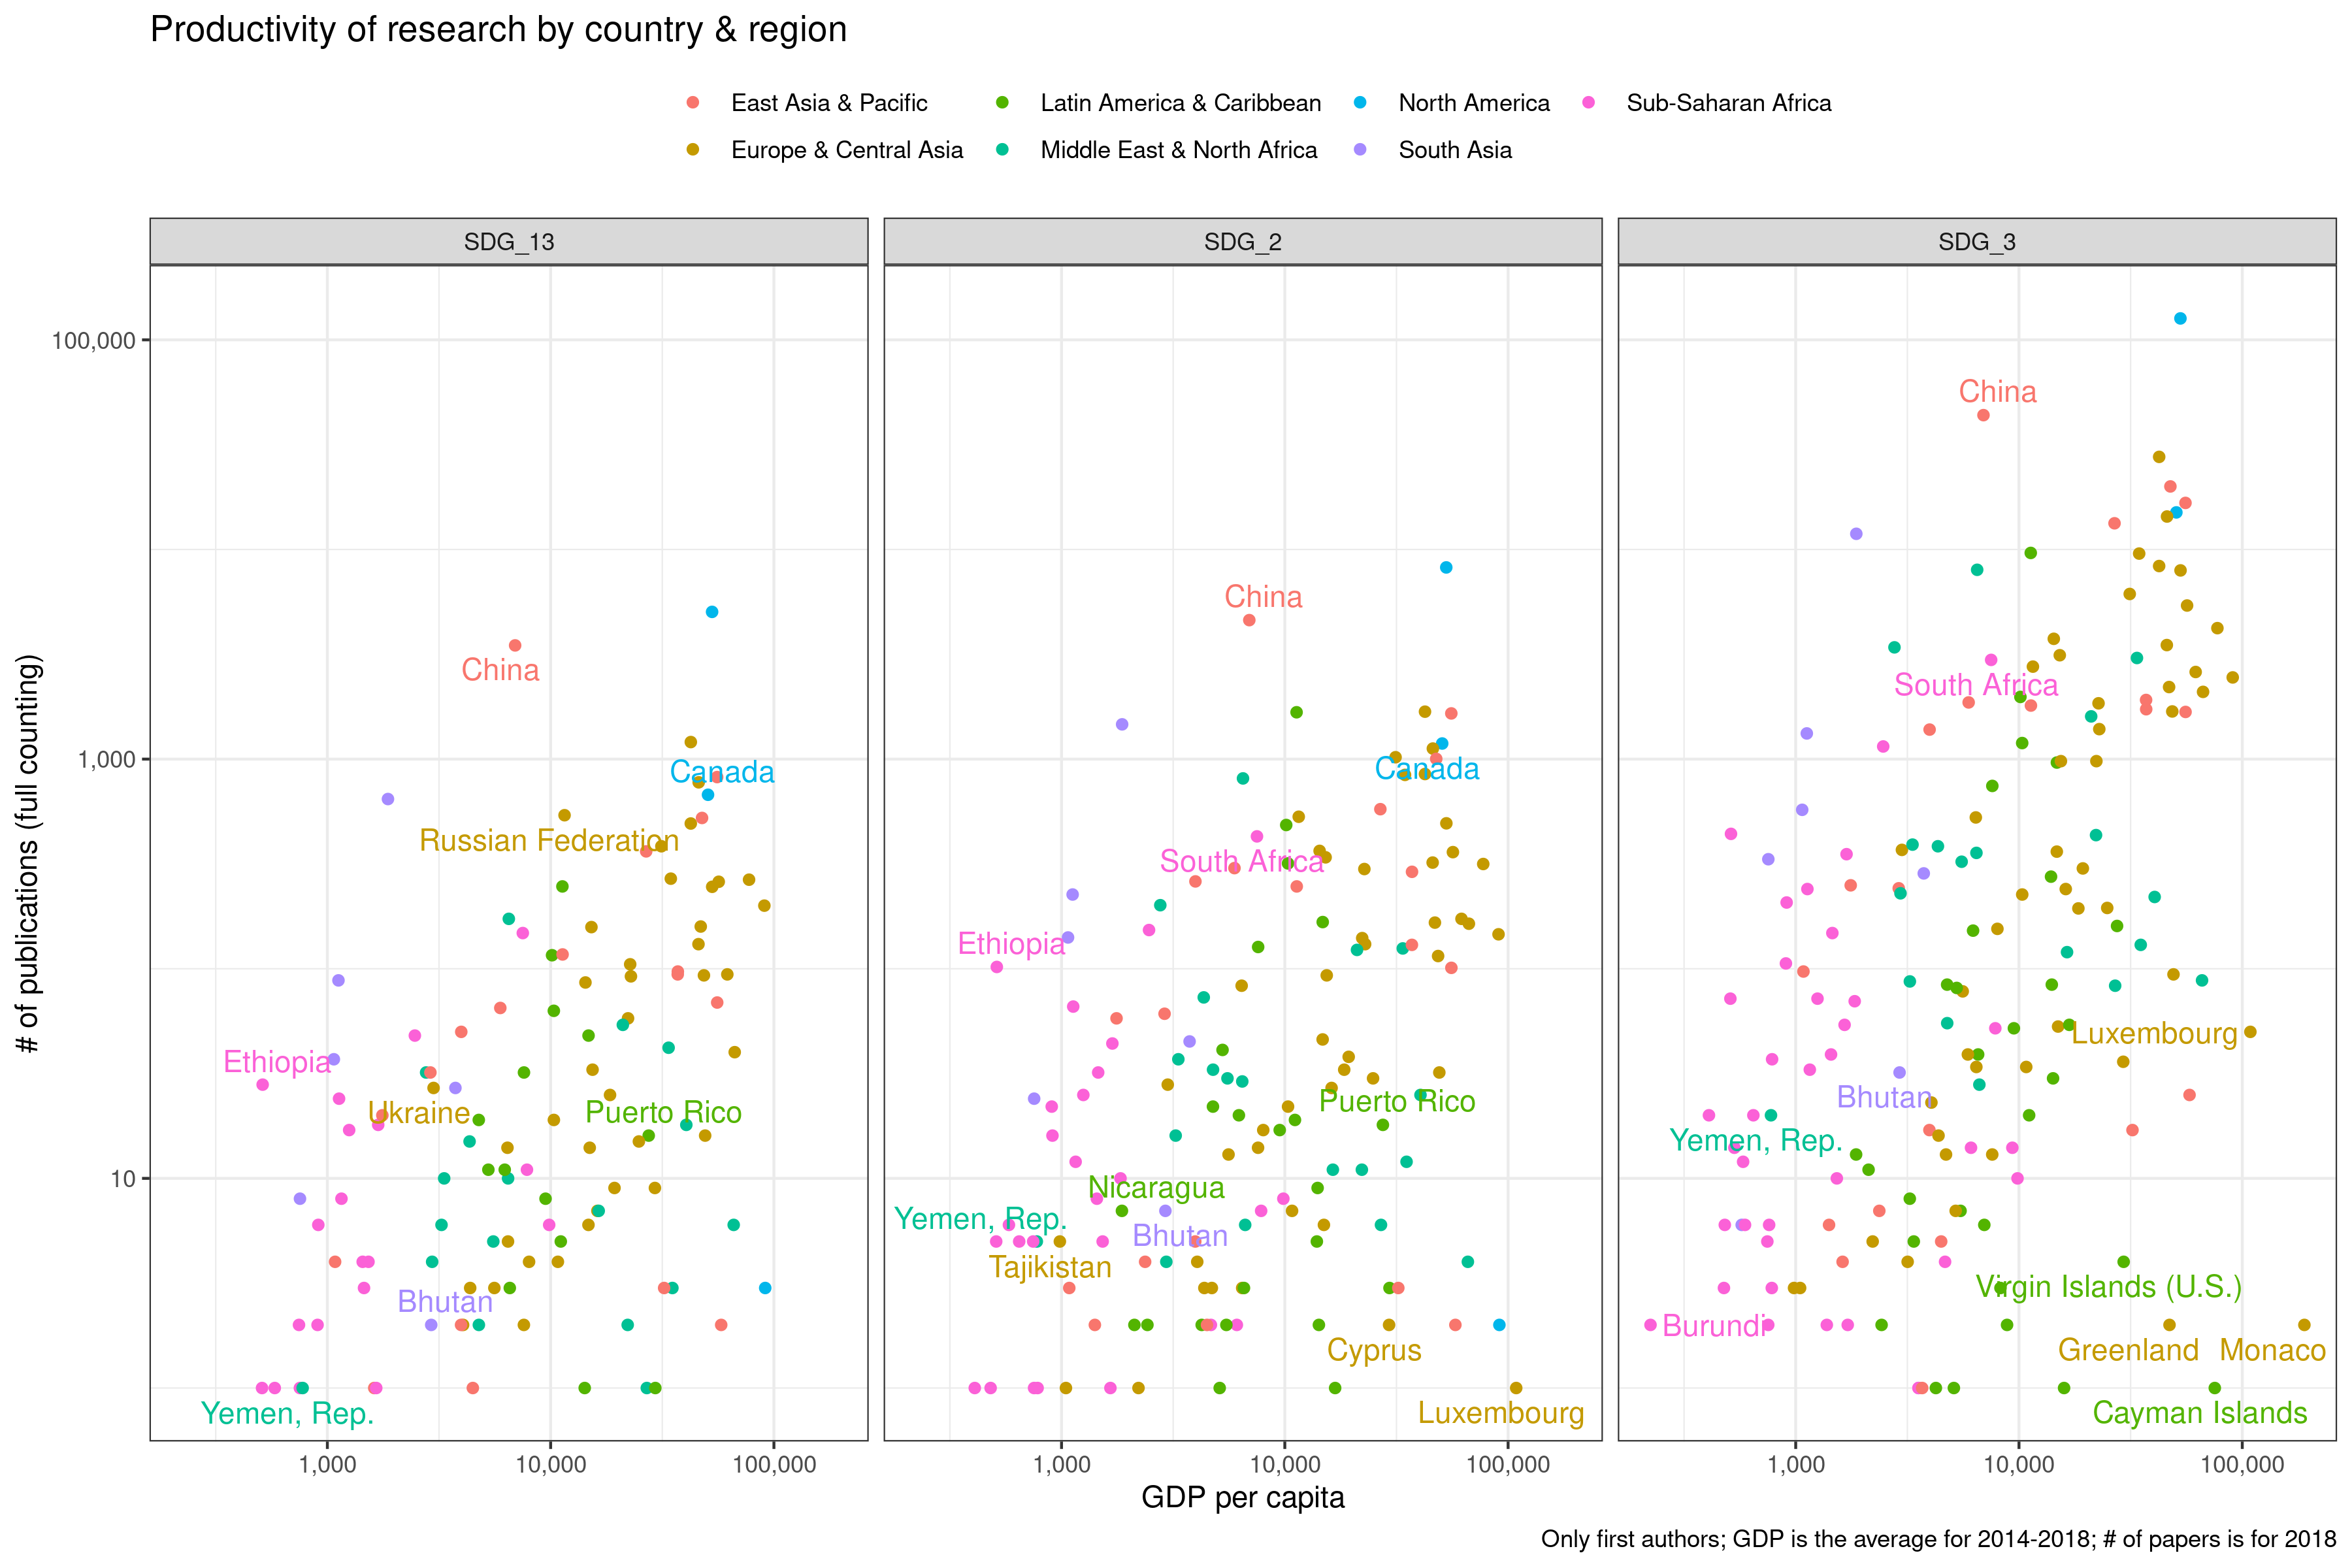 Productivity of research by country & region
East Asia & Pacific
Latin America & Caribbean
North America
Sub-Saharan Africa
Europe & Central Asia
Middle East & North Africa
South Asia
SDG_13
SDG_2
SDG_3
# of publications (full counting)
100,000
1,000
10
China
Canada
Russian Federation
Ethiopia
Ukraine
Puerto Rico
Bhutan
Yemen, Rep.
China
Canada
South Africa
Ethiopia
Puerto Rico
Nicaragua
Yemen, Rep.
Bhutan
Tajikistan
Cyprus
Luxembourg
China
South Africa
Luxembourg
Bhutan
Yemen, Rep.
Virgin Islands (U.S.)
Burundi
Greenland
Monaco
Cayman Islands
1,000
10,000
100,000
1,000
10,000
100,000
1,000
10,000
100,000
GDP per capita
Only first authors; GDP is the average for 2014-2018; # of papers is for 2018